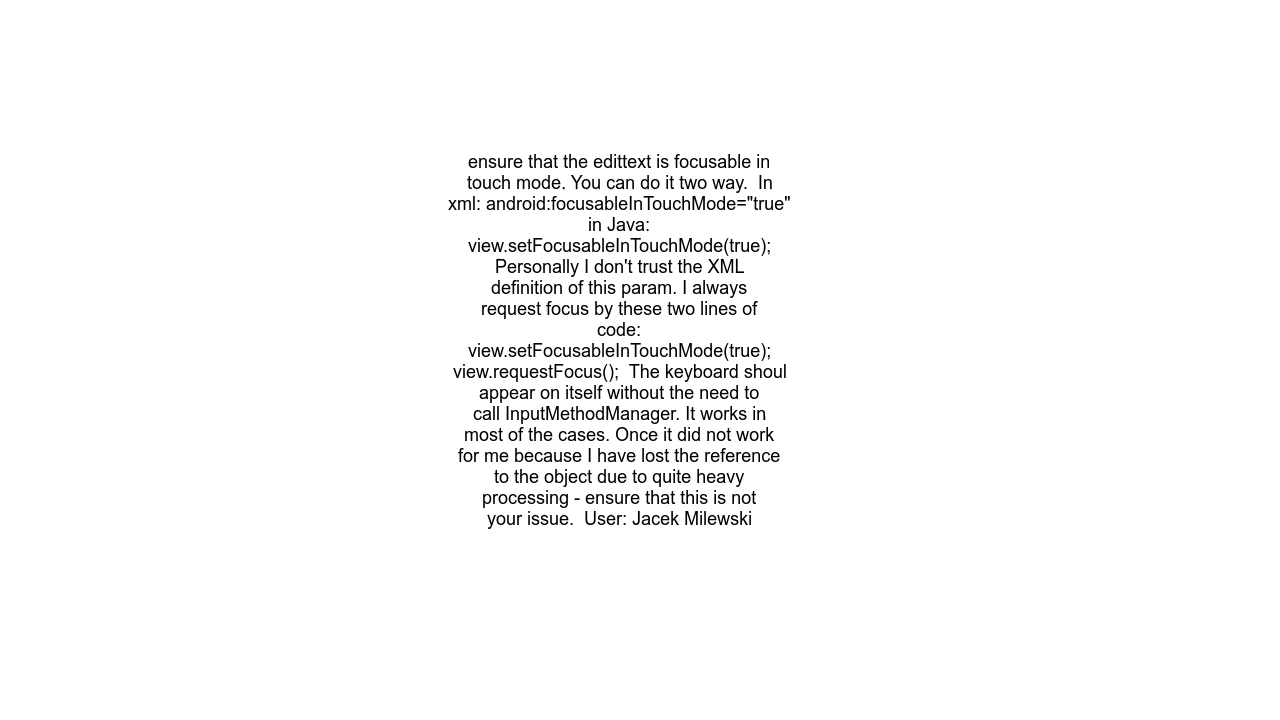 ensure that the edittext is focusable in
touch mode. You can do it two way.  In
xml: android:focusableInTouchMode="true"
in Java:
view.setFocusableInTouchMode(true);
Personally I don't trust the XML
definition of this param. I always
request focus by these two lines of
code:
view.setFocusableInTouchMode(true);
view.requestFocus();  The keyboard shoul
appear on itself without the need to
call InputMethodManager. It works in
most of the cases. Once it did not work
for me because I have lost the reference
to the object due to quite heavy
processing - ensure that this is not
your issue.  User: Jacek Milewski